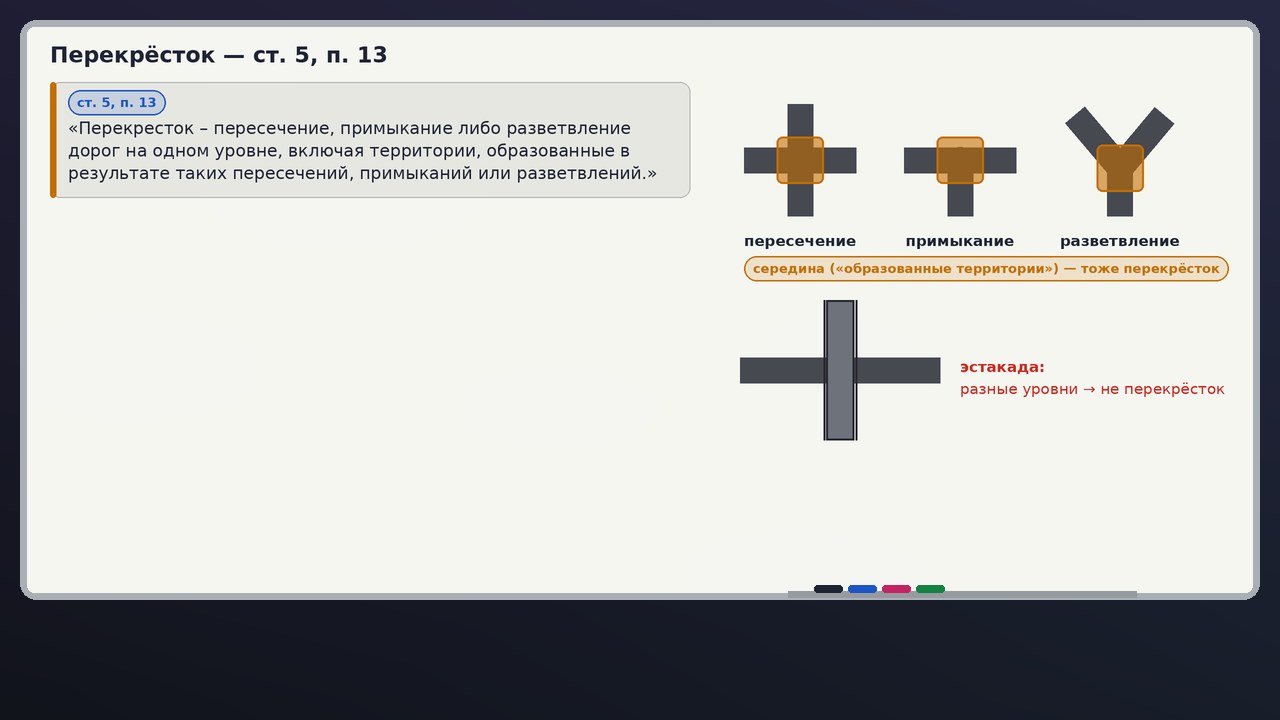 Перекрёсток — ст. 5, п. 13
ст. 5, п. 13
«Перекресток – пересечение, примыкание либо разветвление
дорог на одном уровне, включая территории, образованные в
результате таких пересечений, примыканий или разветвлений.»
пересечение
примыкание
разветвление
середина («образованные территории») — тоже перекрёсток
эстакада:
разные уровни → не перекрёсток